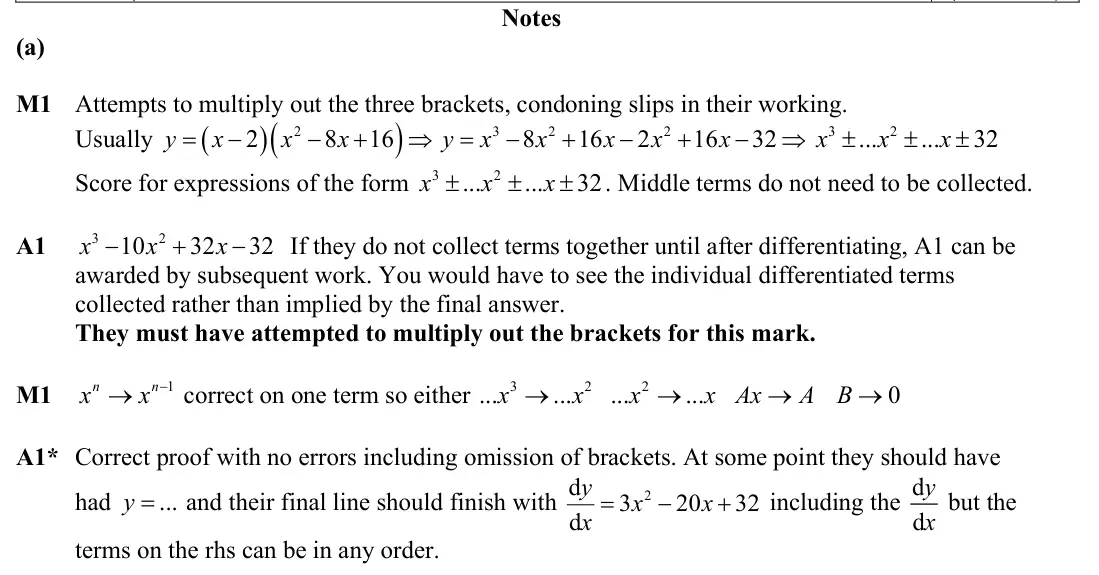 Notes
(a)
M1 Attempts to multiply out the three brackets, condoning slips in their working.
Usually y = (x − 2)(x² − 8x + 16) ⇒ y = x³ − 8x² + 16x − 2x² + 16x − 32 ⇒ x³ ± ...x² ± ...x ± 32
Score for expressions of the form x³ ± ...x² ± ...x ± 32. Middle terms do not need to be collected.
A1 x³ − 10x² + 32x − 32 If they do not collect terms together until after differentiating, A1 can be
awarded by subsequent work. You would have to see the individual differentiated terms
collected rather than implied by the final answer.
They must have attempted to multiply out the brackets for this mark.
M1 xⁿ → xⁿ⁻¹ correct on one term so either ...x³ → ...x² ...x² → ...x Ax → A B → 0
A1* Correct proof with no errors including omission of brackets. At some point they should have
had y = ... and their final line should finish with dy/dx = 3x² − 20x + 32 including the dy/dx but the
terms on the rhs can be in any order.